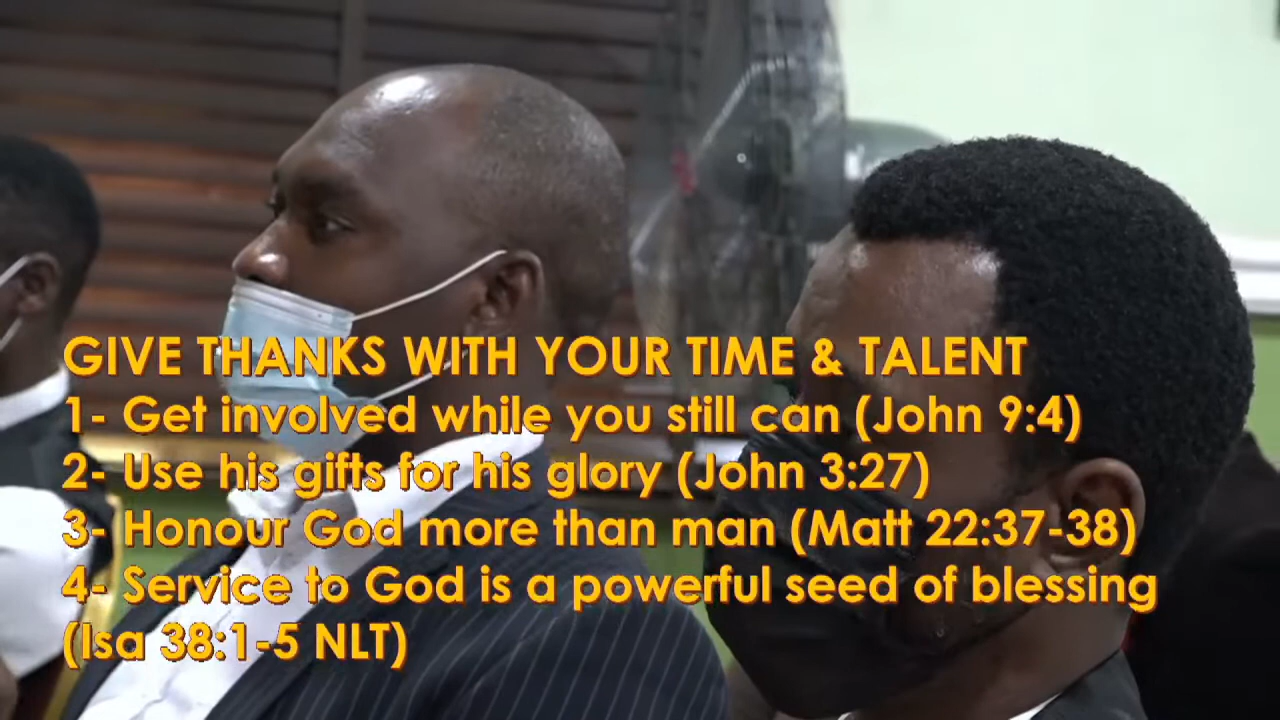 GIVE THANKS WITH YOUR TIME & TALENT
1- Get involved while you still can (John 9:4)
2- Use his gifts for his glory (John 3:27)
3- Honour God more than man (Matt 22:37-38)
4- Service to God is a powerful seed of blessing
(Isa 38:1-5 NLT)